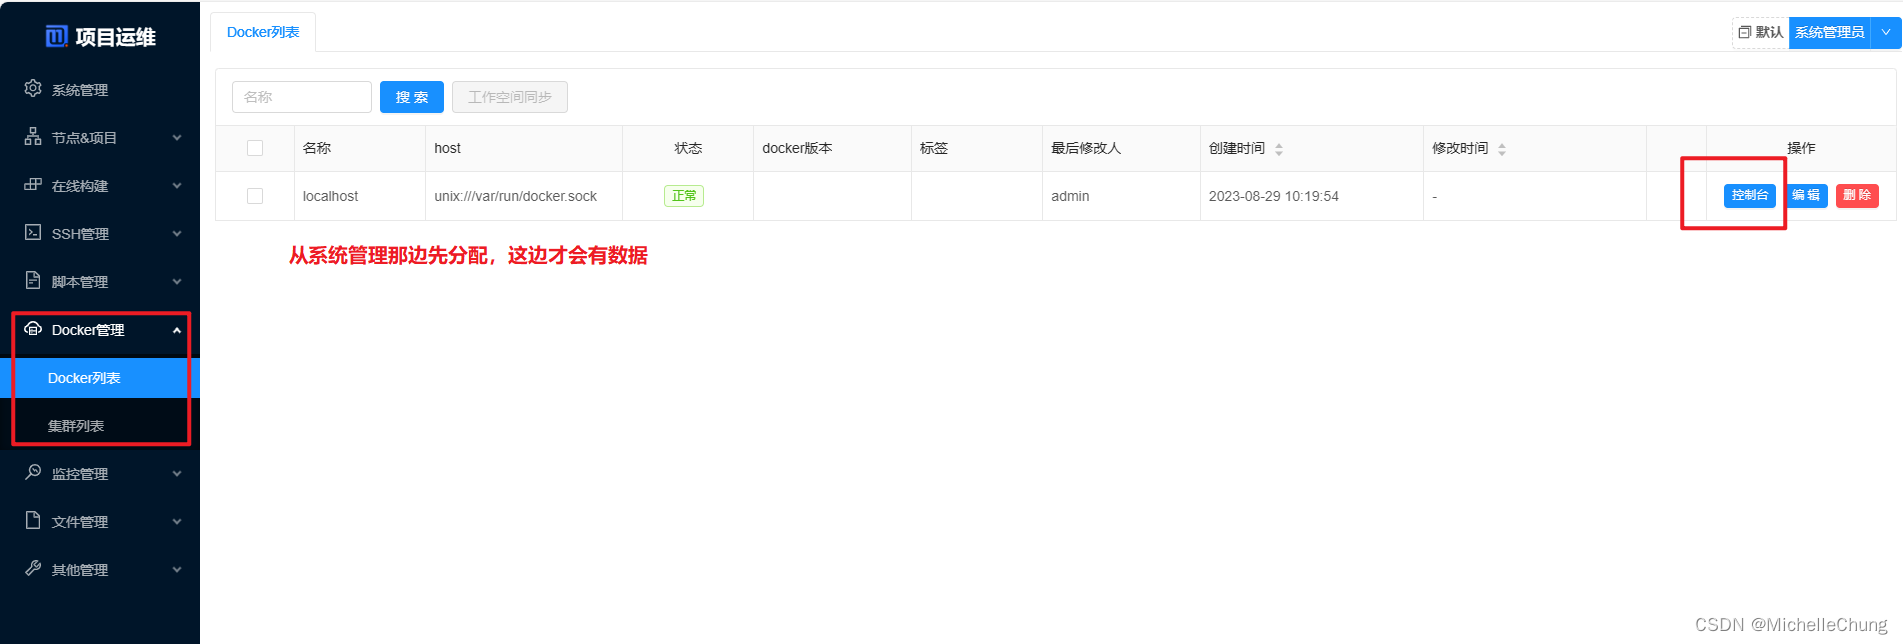 项目运维
系统管理
节点&项目
在线构建
SSH管理
脚本管理
Docker管理
Docker列表
集群列表
监控管理
文件管理
其他管理
Docker列表
默认 系统管理员
名称 搜 索 工作空间同步
名称 host 状态 docker版本 标签 最后修改人 创建时间 修改时间 操作
localhost unix:///var/run/docker.sock 正常 admin 2023-08-29 10:19:54 - 控制台 编 辑 删 除
从系统管理那边先分配，这边才会有数据
CSDN @MichelleChung